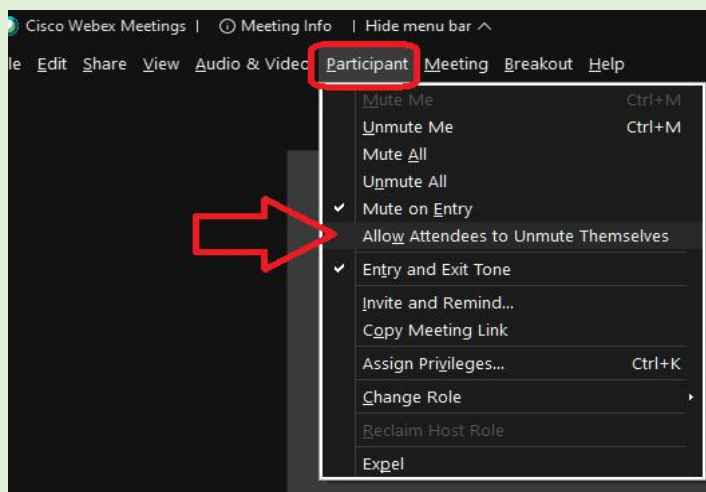 Cisco Webex Meetings | Meeting Info | Hide menu bar
le Edit Share View Audio & Video Participant Meeting Breakout Help
Mute Me Ctrl+M
Unmute Me Ctrl+M
Mute All
Unmute All
Mute on Entry
Allow Attendees to Unmute Themselves
Entry and Exit Tone
Invite and Remind...
Copy Meeting Link
Assign Privileges... Ctrl+K
Change Role
Reclaim Host Role
Expel